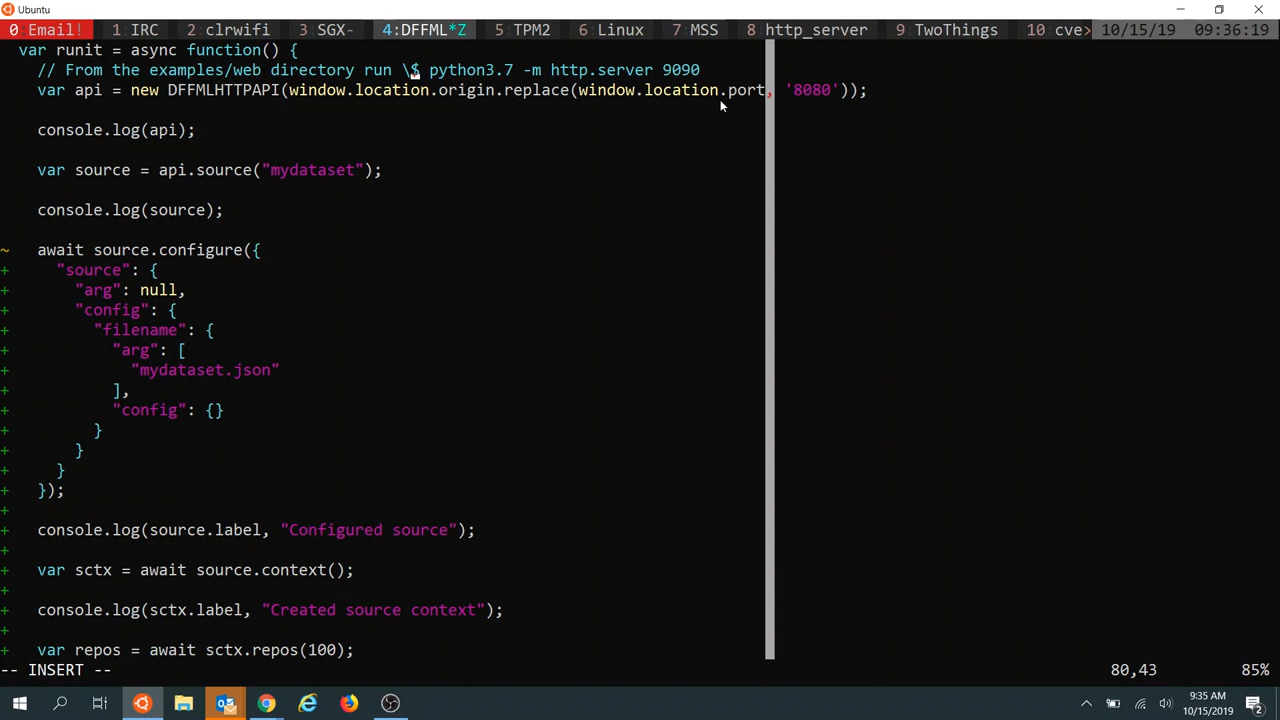 Ubuntu
0 Email! 1 IRC 2 clrwifi 3 SGX- 4:DFFML*Z 5 TPM2 6 Linux 7 MSS 8 http_server 9 TwoThings 10 cve> 10/15/19 09:36:19
var runit = async function() {
// From the examples/web directory run \$ python3.7 -m http.server 9090
var api = new DFFMLHTTPAPI(window.location.origin.replace(window.location.port, '8080'));
console.log(api);
var source = api.source("mydataset");
console.log(source);
~ await source.configure({
+ "source": {
+ "arg": null,
+ "config": {
+ "filename": {
+ "arg": [
+ "mydataset.json"
+ ],
+ "config": {}
+ }
+ }
+ }
+ });
+
+ console.log(source.label, "Configured source");
+
+ var sctx = await source.context();
+
+ console.log(sctx.label, "Created source context");
+
+ var repos = await sctx.repos(100);
-- INSERT -- 80,43 85%
9:35 AM
10/15/2019
2